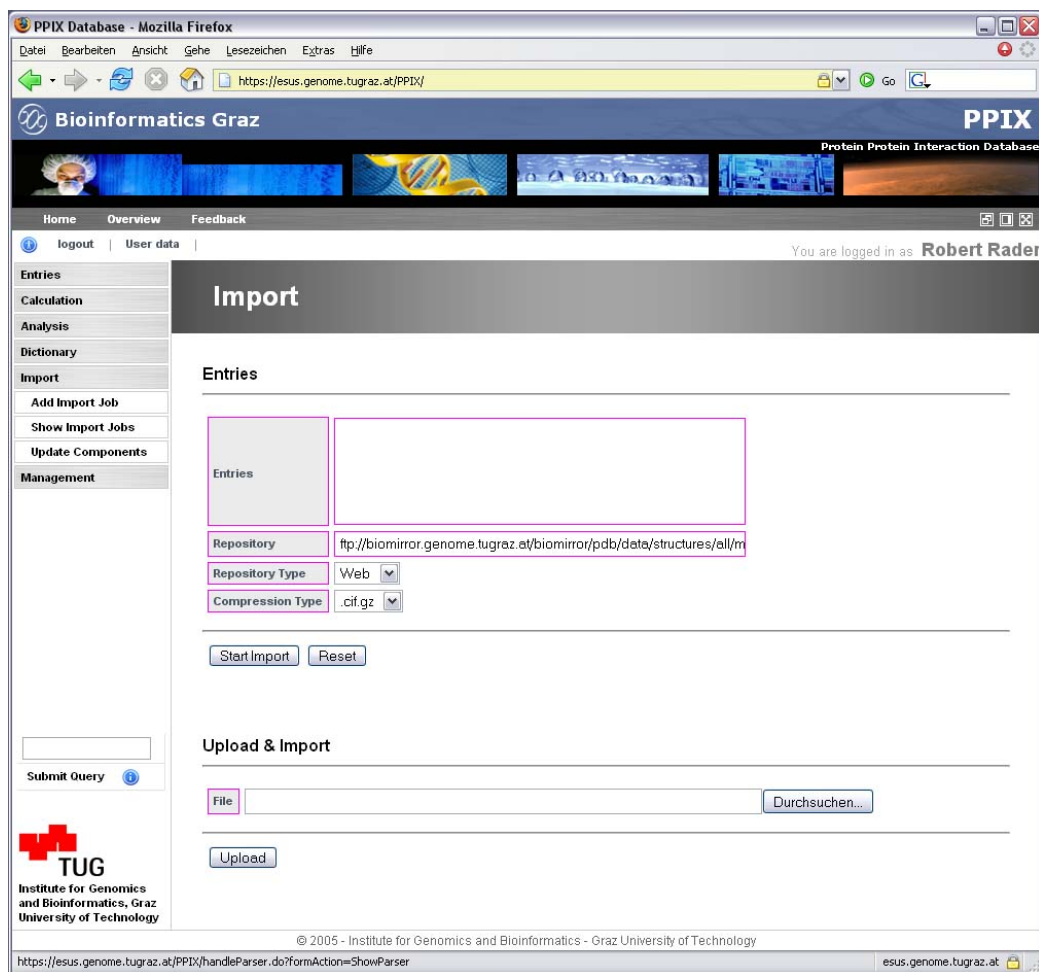 PPIX Database - Mozilla Firefox
Datei Bearbeiten Ansicht Gehe Lesezeichen Extras Hilfe
https://esus.genome.tugraz.at/PPIX/ Go G
Bioinformatics Graz PPIX
Protein Protein Interaction Database
Home Overview Feedback
logout | User data |
You are logged in as Robert Rader
Entries
Calculation
Analysis
Dictionary
Import
Add Import Job
Show Import Jobs
Update Components
Management
Import
Entries
Entries
Repository ftp://biomirror.genome.tugraz.at/biomirror/pdb/data/structures/all/m
Repository Type Web
Compression Type .cif.gz
Start Import Reset
Upload & Import
File Durchsuchen...
Upload
Submit Query
TUG
Institute for Genomics
and Bioinformatics, Graz
University of Technology
© 2005 - Institute for Genomics and Bioinformatics - Graz University of Technology
https://esus.genome.tugraz.at/PPIX/handleParser.do?formAction=ShowParser esus.genome.tugraz.at